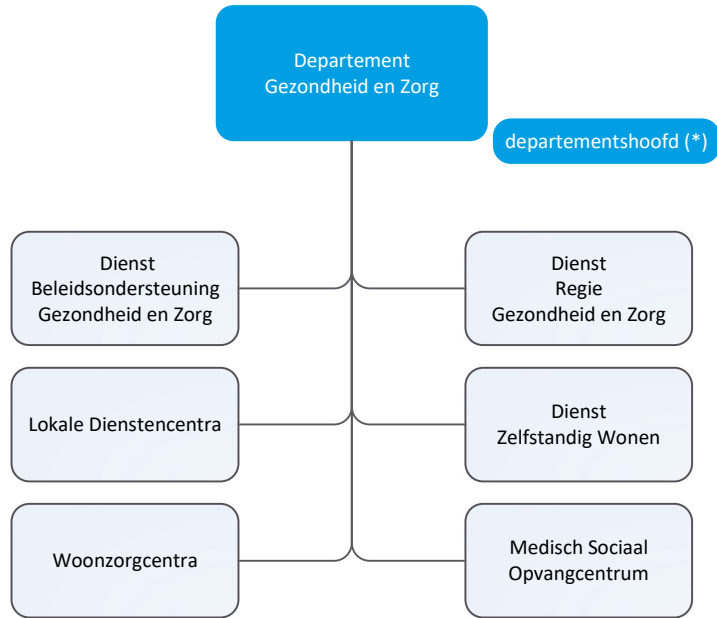 Departement
Gezondheid en Zorg
departementshoofd (*)
Dienst
Beleidsondersteuning
Gezondheid en Zorg
Dienst
Regie
Gezondheid en Zorg
Lokale Dienstencentra
Dienst
Zelfstandig Wonen
Woonzorgcentra
Medisch Sociaal
Opvangcentrum